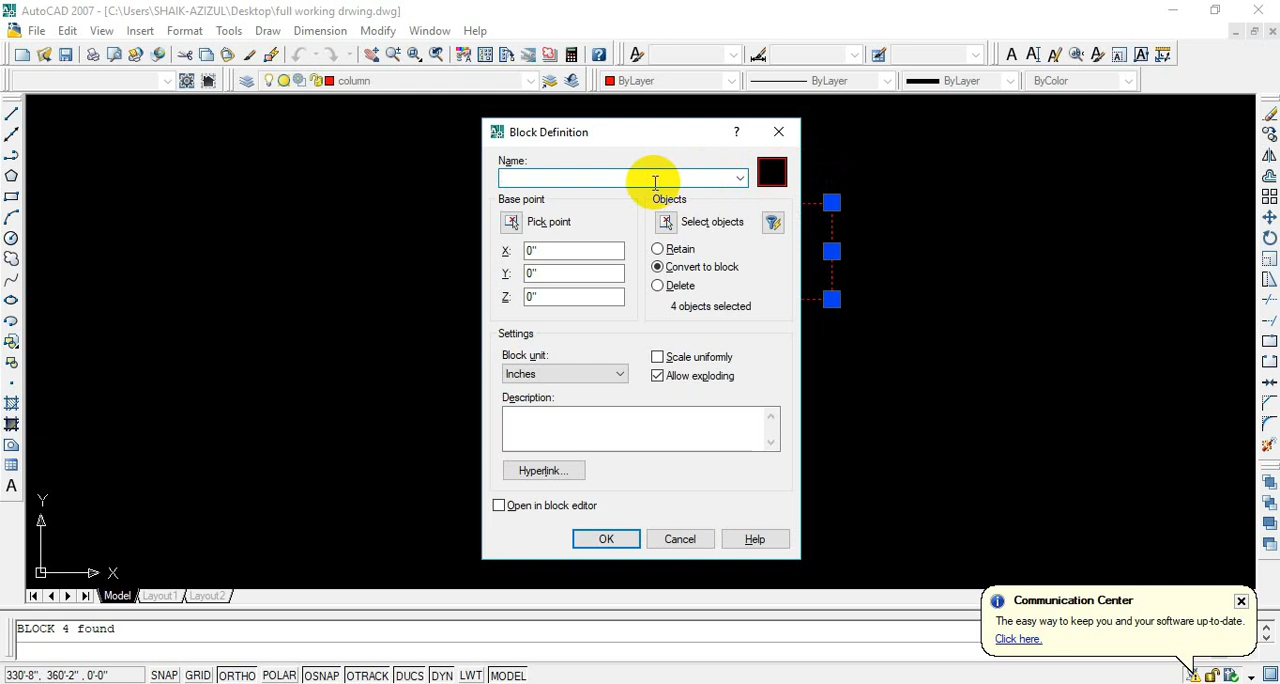 AutoCAD 2007 - [C:\Users\SHAIK-AZIZUL\Desktop\full working drwing.dwg]
File Edit View Insert Format Tools Draw Dimension Modify Window Help
column ByLayer ByLayer ByLayer ByColor
Block Definition
Name:
Base point
Objects
Pick point
Select objects
X: 0"
Retain
Convert to block
Y: 0"
Delete
Z: 0"
4 objects selected
Settings
Block unit:
Scale uniformly
Inches
Allow exploding
Description:
Hyperlink...
Open in block editor
OK Cancel Help
Y
X
Model Layout1 Layout2
Communication Center
The easy way to keep you and your software up-to-date.
Click here.
BLOCK 4 found
330'-8", 360'-2" , 0'-0" SNAP GRID ORTHO POLAR OSNAP OTRACK DUCS DYN LWT MODEL